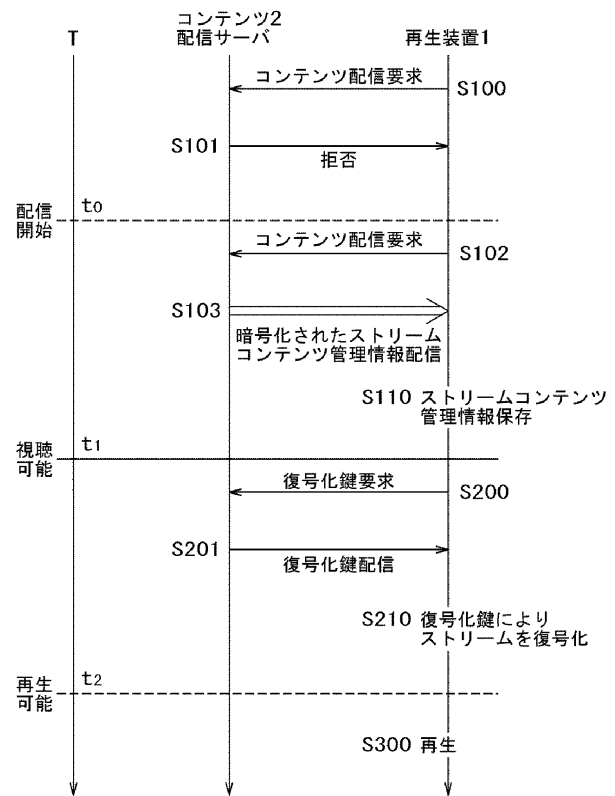 T
コンテンツ2
配信サーバ
再生装置1
コンテンツ配信要求
S100
S101
拒否
配信
開始
t0
コンテンツ配信要求
S102
S103
暗号化されたストリーム
コンテンツ管理情報配信
S110 ストリームコンテンツ
管理情報保存
視聴
可能
t1
復号化鍵要求
S200
S201
復号化鍵配信
S210 復号化鍵により
ストリームを復号化
再生
可能
t2
S300 再生